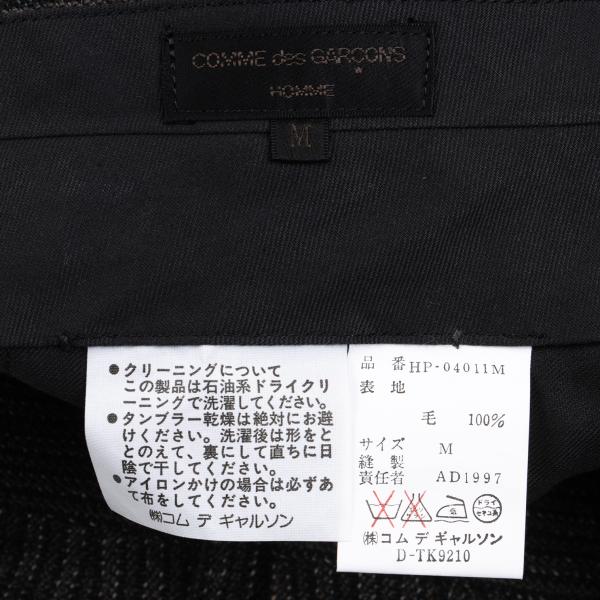 COMME des GARÇONS
HOMME
M
●クリーニングについて
この製品は石油系ドライクリ
ーニングで洗濯してください。
●タンブラー乾燥は絶対にお避
けください。洗濯後は形をと
とのえて、裏にして直ちに日
陰で干してください。
●アイロンかけの場合は必ずあ
て布をしてください。
㈱コム デ ギャルソン
品番 HP-04011M
表地
毛 100%
サイズ M
縫製
責任者 AD1997
ドライ
セキユ系
㈱コム デ ギャルソン
D-TK9210